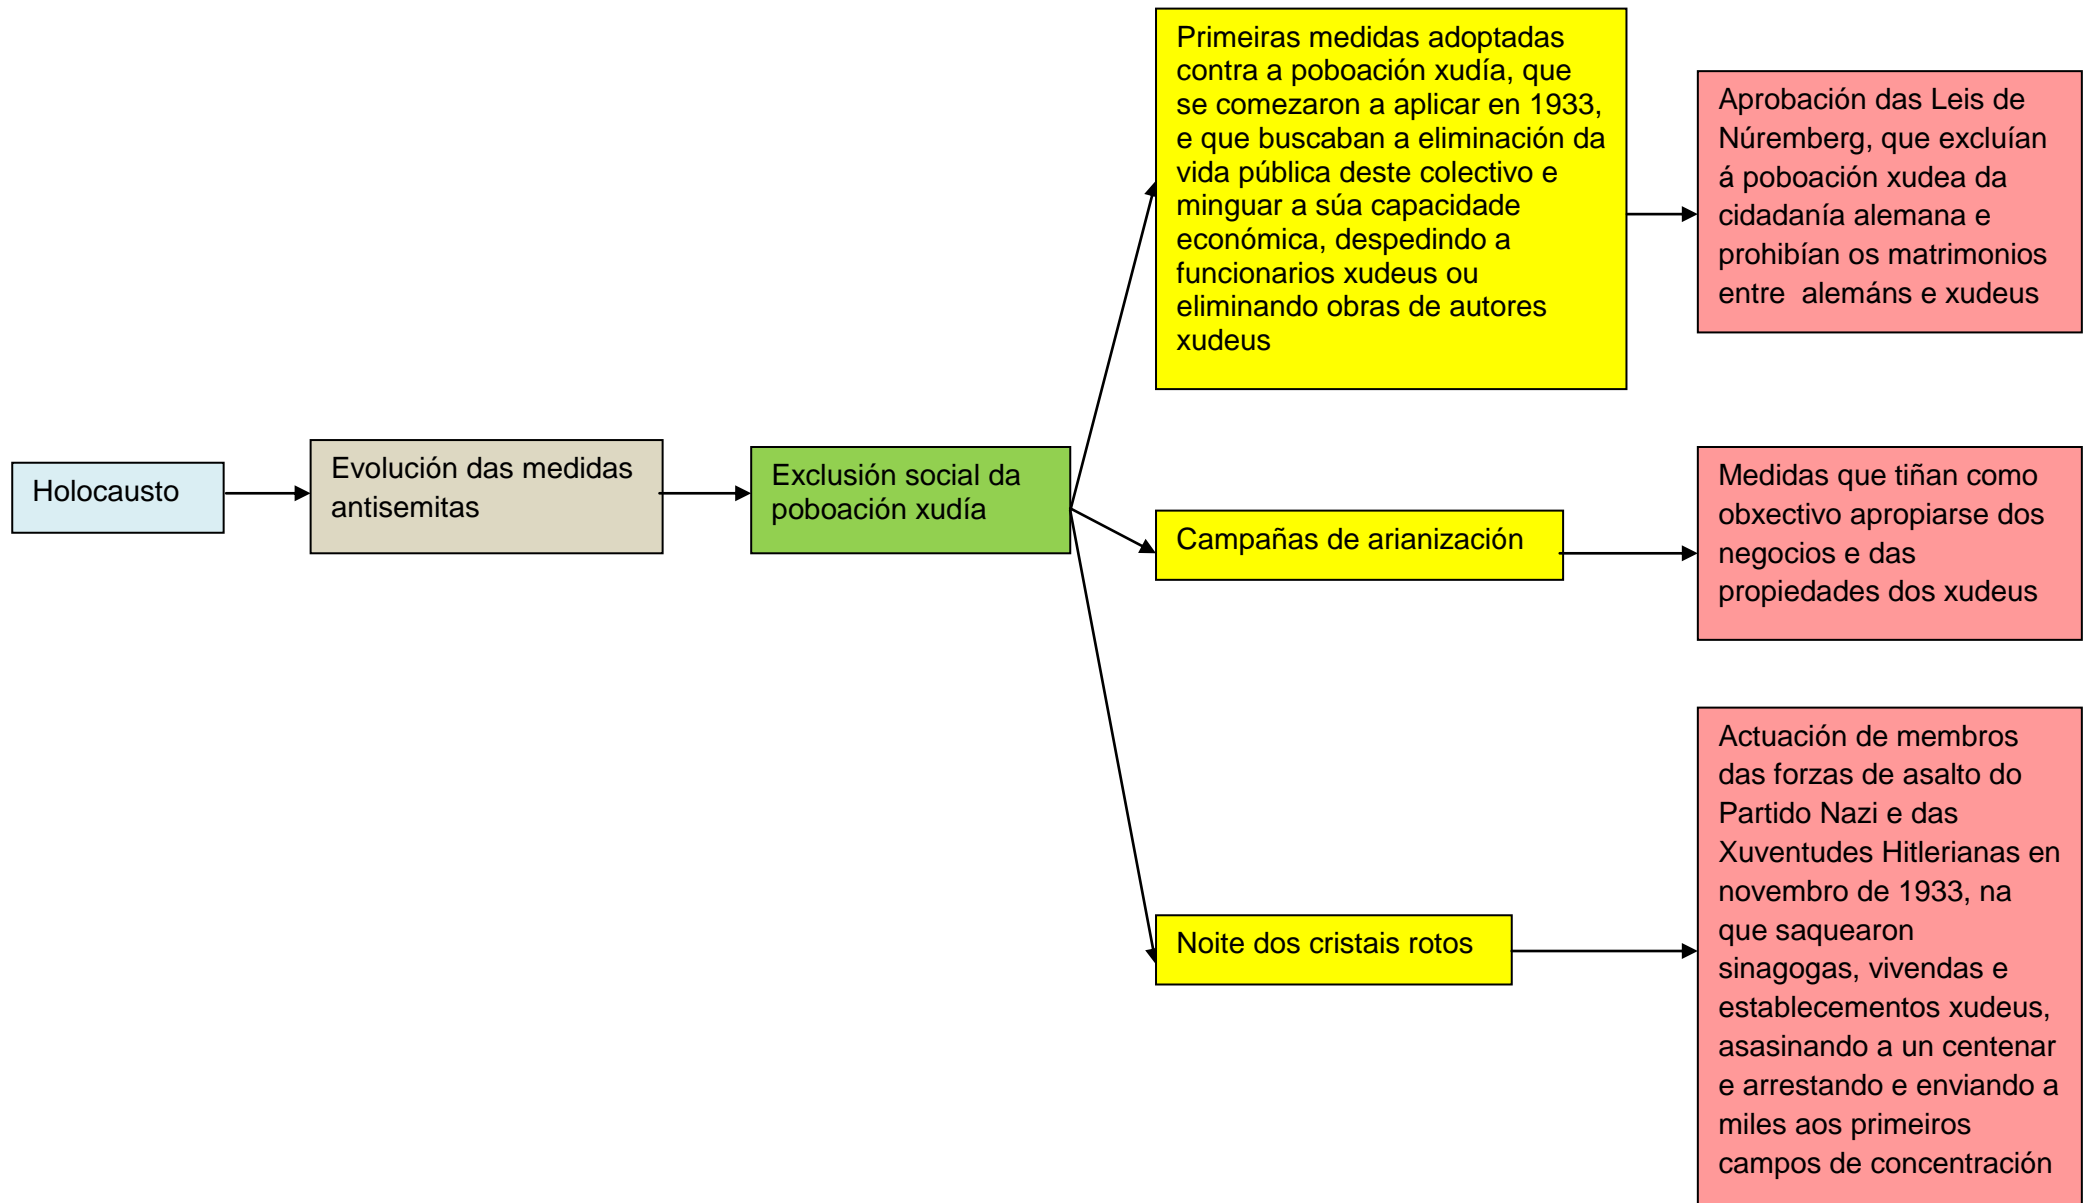 Holocausto
Evolución das medidas
antisemitas
Exclusión social da
poboación xudía
Primeiras medidas adoptadas
contra a poboación xudía, que
se comezaron a aplicar en 1933,
e que buscaban a eliminación da
vida pública deste colectivo e
minguar a súa capacidade
económica, despedindo a
funcionarios xudeus ou
eliminando obras de autores
xudeus
Aprobación das Leis de
Núremberg, que excluían
á poboación xudea da
cidadanía alemana e
prohibían os matrimonios
entre  alemáns e xudeus
Campañas de arianización
Medidas que tiñan como
obxectivo apropiarse dos
negocios e das
propiedades dos xudeus
Noite dos cristais rotos
Actuación de membros
das forzas de asalto do
Partido Nazi e das
Xuventudes Hitlerianas en
novembro de 1933, na
que saquearon
sinagogas, vivendas e
establecementos xudeus,
asasinando a un centenar
e arrestando e enviando a
miles aos primeiros
campos de concentración